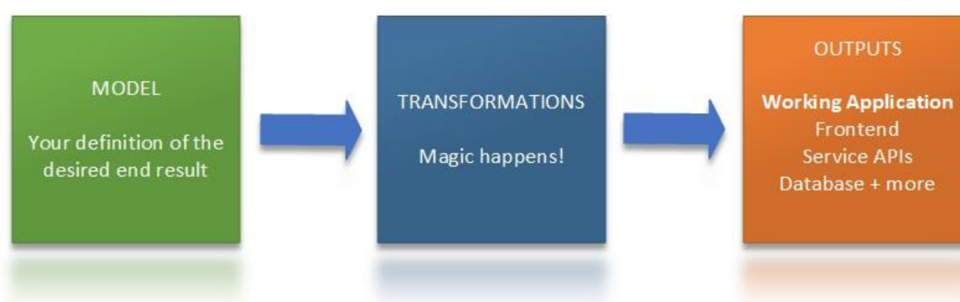 MODEL
Your definition of the
desired end result
TRANSFORMATIONS
Magic happens!
OUTPUTS
Working Application
Frontend
Service APIs
Database + more